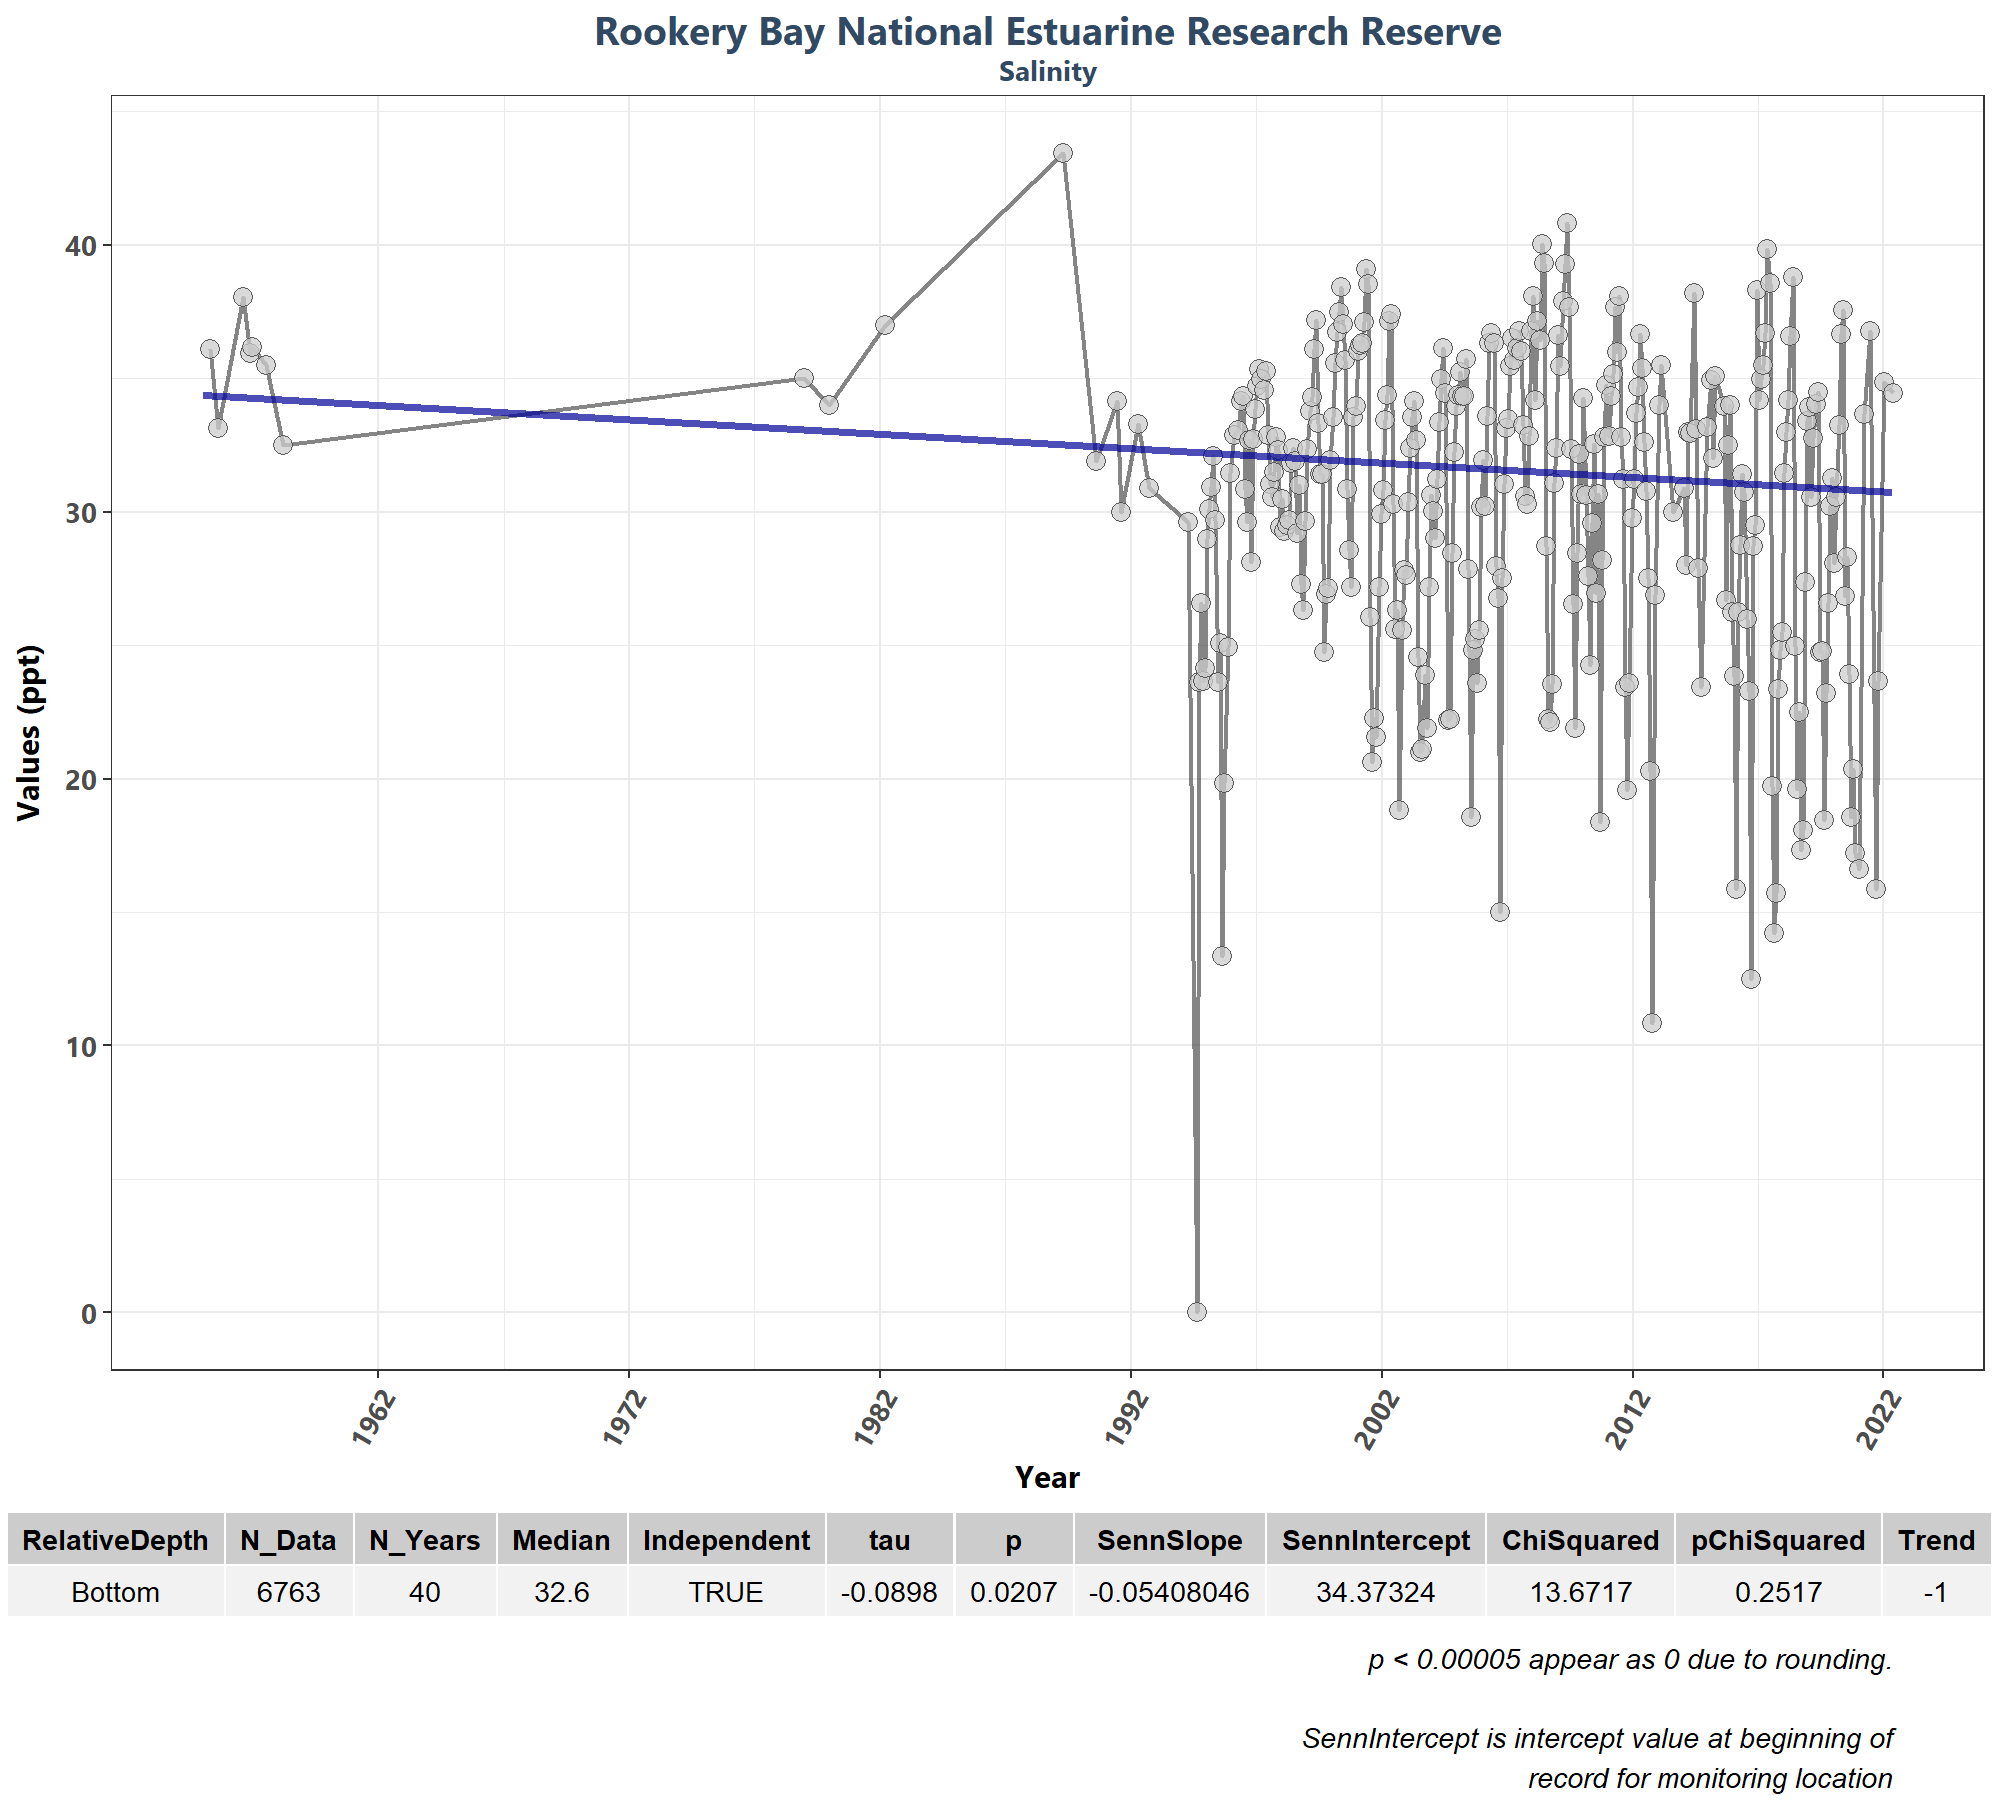 Rookery Bay National Estuarine Research Reserve
Salinity
Values (ppt)
40
30
20
10
0
1962
1972
1982
1992
2002
2012
2022
Year
RelativeDepth N_Data N_Years Median Independent tau p SennSlope SennIntercept ChiSquared pChiSquared Trend
Bottom 6763 40 32.6 TRUE -0.0898 0.0207 -0.05408046 34.37324 13.6717 0.2517 -1
p < 0.00005 appear as 0 due to rounding.
SennIntercept is intercept value at beginning of
record for monitoring location